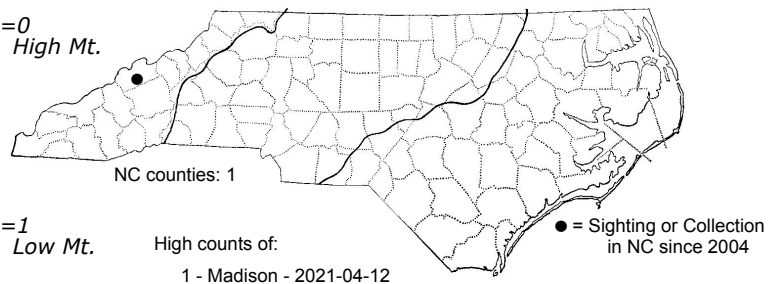 =0
High Mt.
NC counties: 1
=1
Low Mt.
High counts of:
1 - Madison - 2021-04-12
● = Sighting or Collection
in NC since 2004